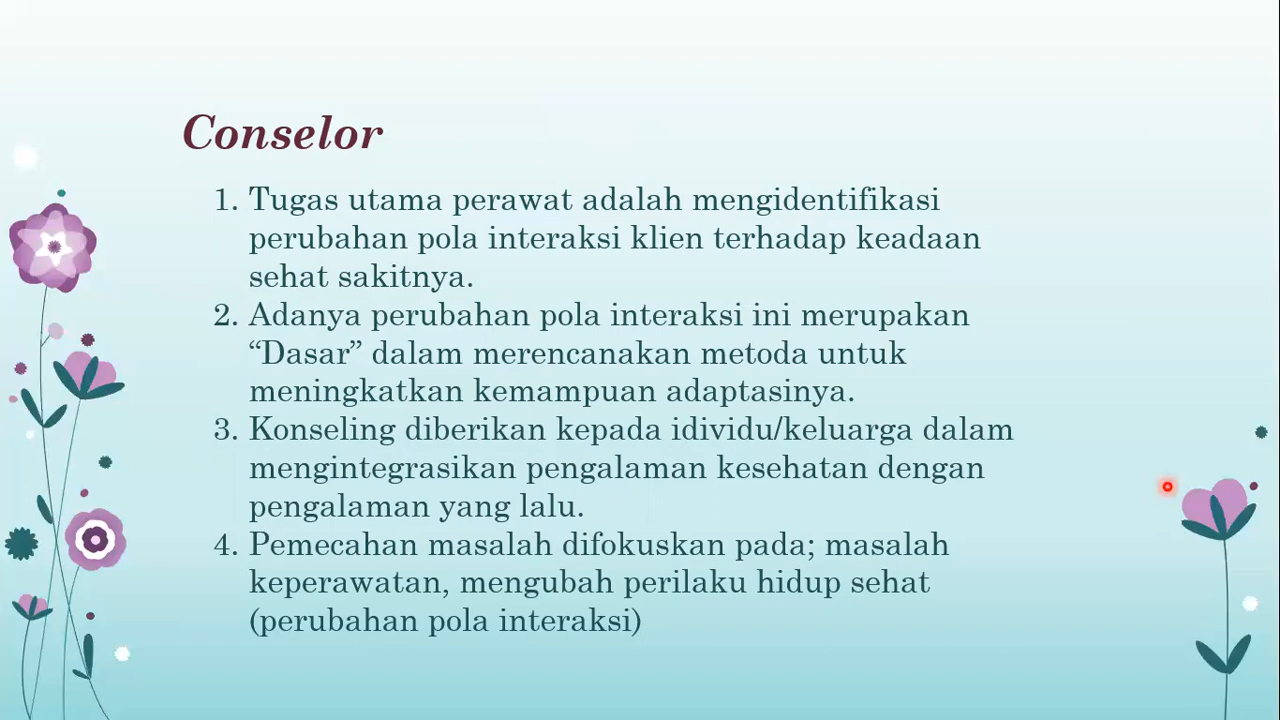 Conselor
1. Tugas utama perawat adalah mengidentifikasi
perubahan pola interaksi klien terhadap keadaan
sehat sakitnya.
2. Adanya perubahan pola interaksi ini merupakan
“Dasar” dalam merencanakan metoda untuk
meningkatkan kemampuan adaptasinya.
3. Konseling diberikan kepada idividu/keluarga dalam
mengintegrasikan pengalaman kesehatan dengan
pengalaman yang lalu.
4. Pemecahan masalah difokuskan pada; masalah
keperawatan, mengubah perilaku hidup sehat
(perubahan pola interaksi)